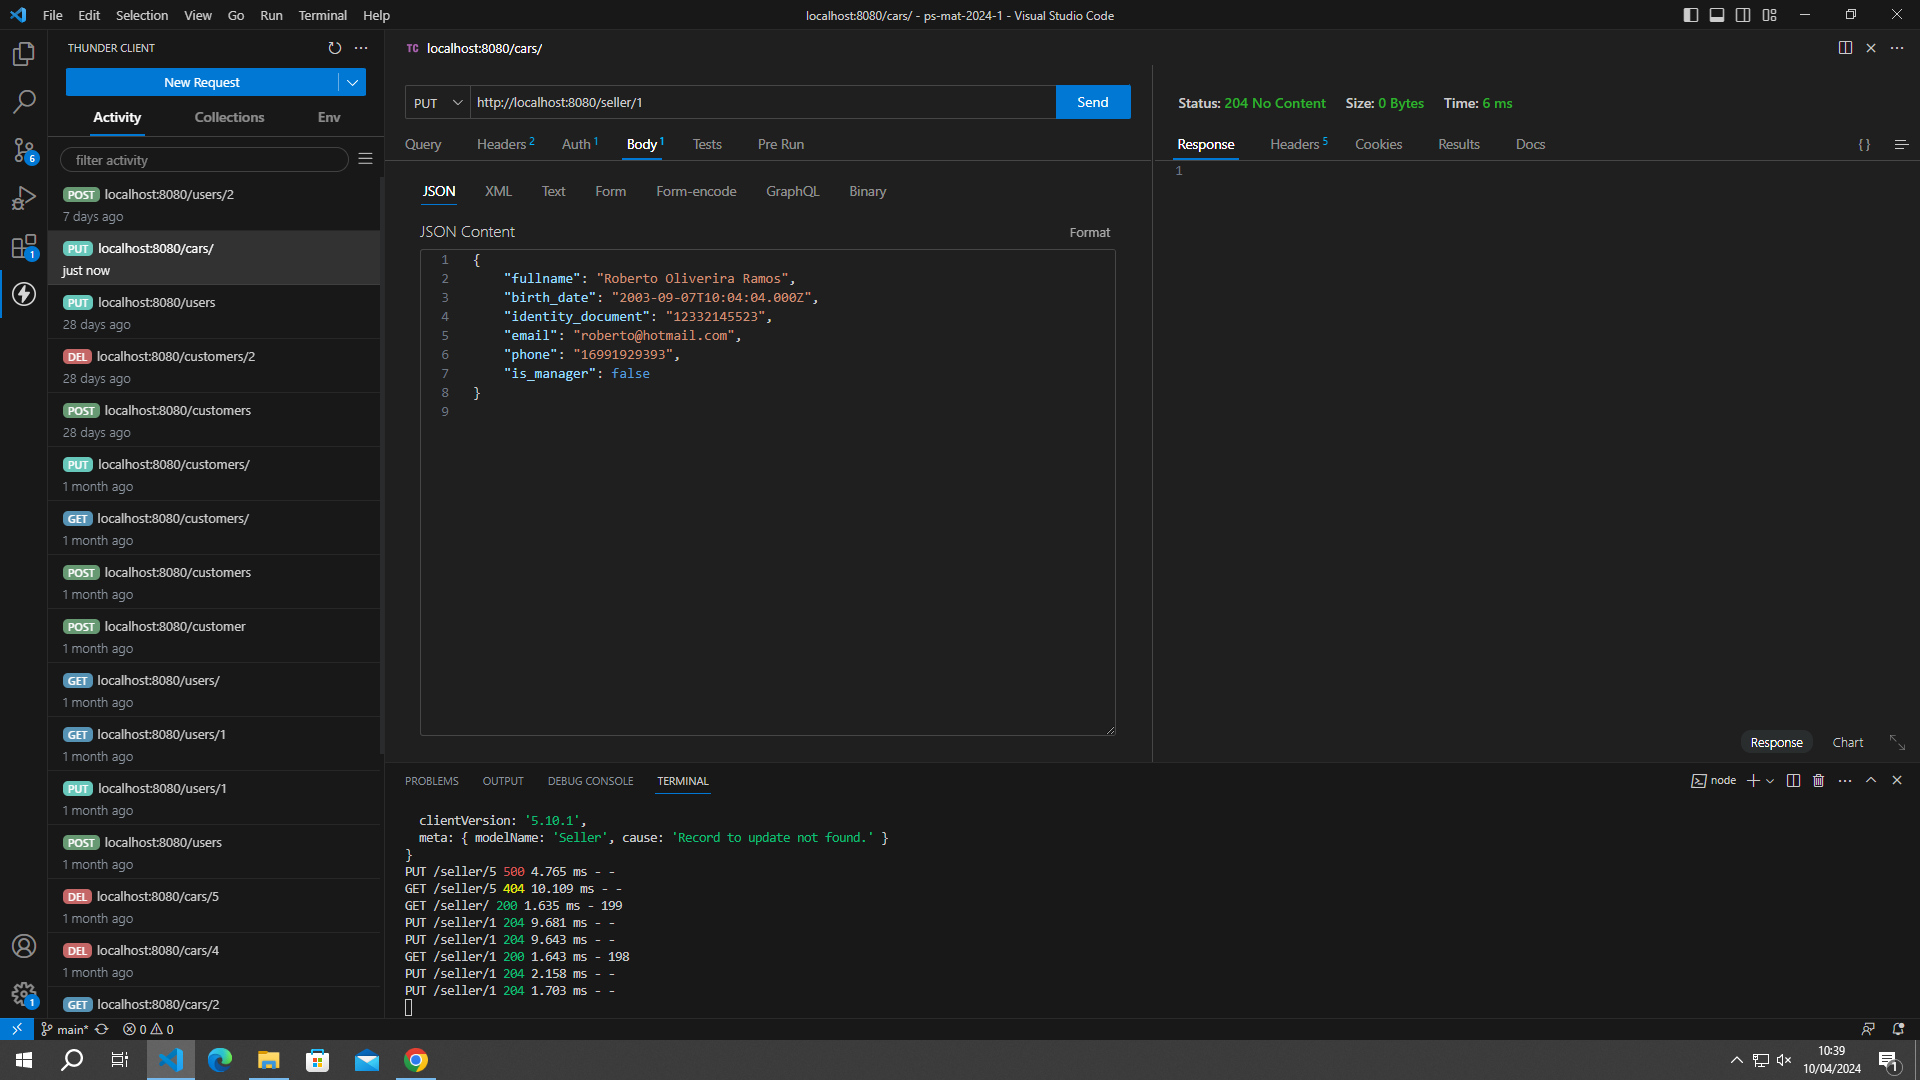 File Edit Selection View Go Run Terminal Help
localhost:8080/cars/ - ps-mat-2024-1 - Visual Studio Code
THUNDER CLIENT
New Request
Activity Collections Env
filter activity
POST localhost:8080/users/2
7 days ago
PUT localhost:8080/cars/
just now
PUT localhost:8080/users
28 days ago
DEL localhost:8080/customers/2
28 days ago
POST localhost:8080/customers
28 days ago
PUT localhost:8080/customers/
1 month ago
GET localhost:8080/customers/
1 month ago
POST localhost:8080/customers
1 month ago
POST localhost:8080/customer
1 month ago
GET localhost:8080/users/
1 month ago
GET localhost:8080/users/1
1 month ago
PUT localhost:8080/users/1
1 month ago
POST localhost:8080/users
1 month ago
DEL localhost:8080/cars/5
1 month ago
DEL localhost:8080/cars/4
1 month ago
GET localhost:8080/cars/2
6
1
1
TC localhost:8080/cars/
PUT http://localhost:8080/seller/1 Send
Query Headers 2 Auth 1 Body 1 Tests Pre Run
JSON XML Text Form Form-encode GraphQL Binary
JSON Content Format
1 {
2 "fullname": "Roberto Oliverira Ramos",
3 "birth_date": "2003-09-07T10:04:04.000Z",
4 "identity_document": "12332145523",
5 "email": "roberto@hotmail.com",
6 "phone": "16991929393",
7 "is_manager": false
8 }
9
Status: 204 No Content Size: 0 Bytes Time: 6 ms
Response Headers 5 Cookies Results Docs { }
1
Response Chart
PROBLEMS OUTPUT DEBUG CONSOLE TERMINAL
node
clientVersion: '5.10.1',
meta: { modelName: 'Seller', cause: 'Record to update not found.' }
}
PUT /seller/5 500 4.765 ms - -
GET /seller/5 404 10.109 ms - -
GET /seller/ 200 1.635 ms - 199
PUT /seller/1 204 9.681 ms - -
PUT /seller/1 204 9.643 ms - -
GET /seller/1 200 1.643 ms - 198
PUT /seller/1 204 2.158 ms - -
PUT /seller/1 204 1.703 ms - -
main* 0 0
10:39
10/04/2024
1